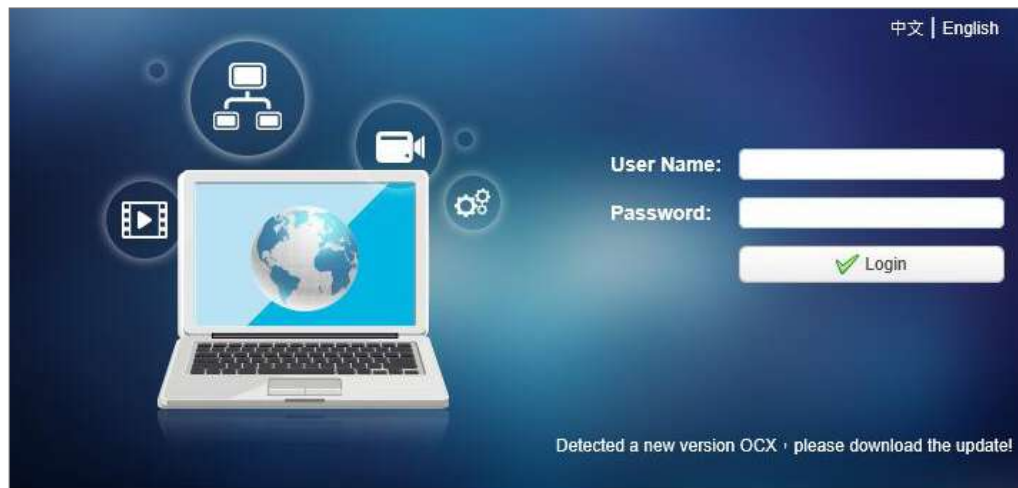 中文 | English
User Name:
Password:
Login
Detected a new version OCX，please download the update!